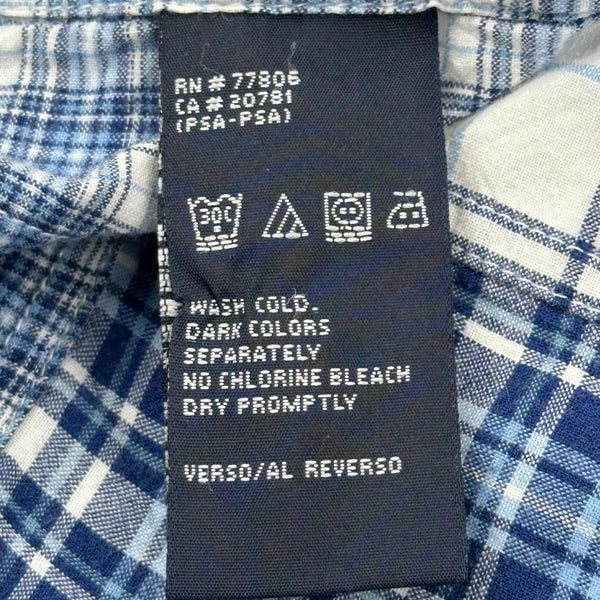 RN # 77806
CA # 20781
(PSA-PSA)
30C
WASH COLD.
DARK COLORS
SEPARATELY
NO CHLORINE BLEACH
DRY PROMPTLY
VERSO/AL REVERSO